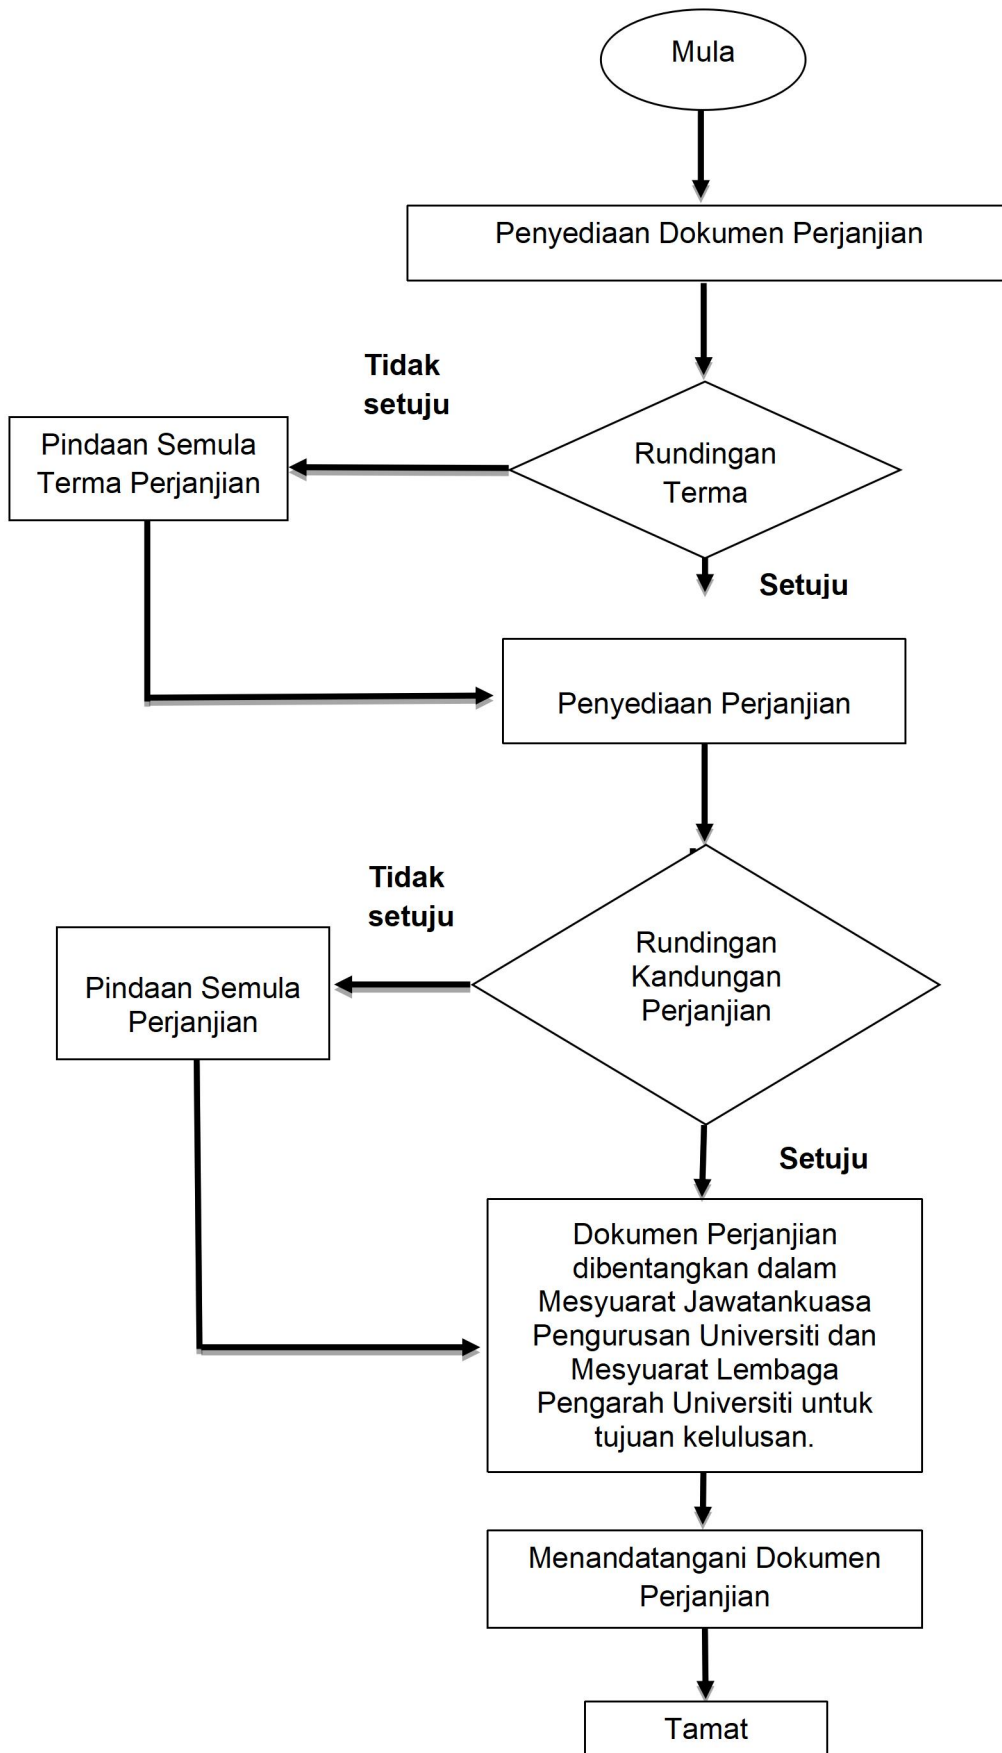 Mula
Penyediaan Dokumen Perjanjian
Tidak
setuju
Pindaan Semula
Terma Perjanjian
Rundingan
Terma
Setuju
Penyediaan Perjanjian
Tidak
setuju
Rundingan
Kandungan
Perjanjian
Pindaan Semula
Perjanjian
Setuju
Dokumen Perjanjian
dibentangkan dalam
Mesyuarat Jawatankuasa
Pengurusan Universiti dan
Mesyuarat Lembaga
Pengarah Universiti untuk
tujuan kelulusan.
Menandatangani Dokumen
Perjanjian
Tamat